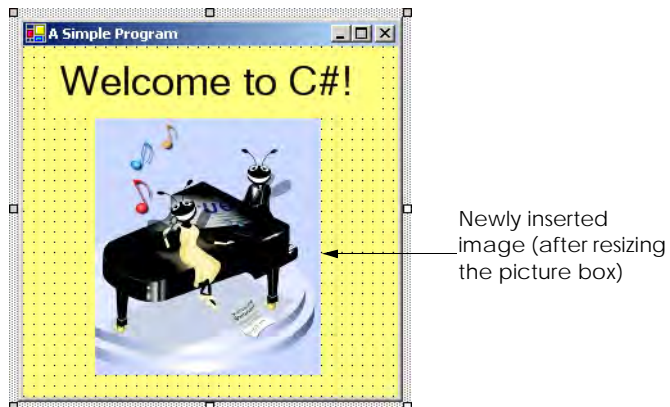 A Simple Program
Welcome to C#!
Newly inserted
image (after resizing
the picture box)